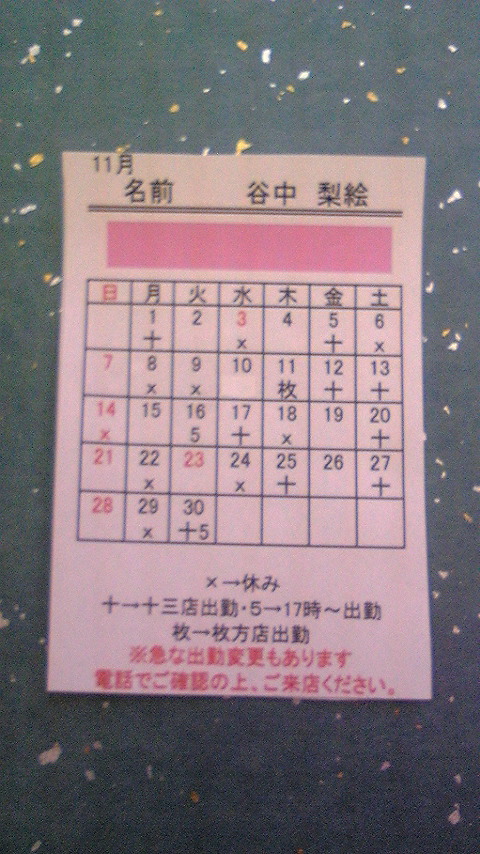 11月
名前 谷中 梨絵
日 月 火 水 木 金 土
1 2 3 4 5 6
十 × 十 ×
7 8 9 10 11 12 13
× × 枚 十 十
14 15 16 17 18 19 20
× 5 十 × 十
21 22 23 24 25 26 27
× × 十 十
28 29 30
× 十5
×→休み
十→十三店出勤・5→17時～出勤
枚→枚方店出勤
※急な出勤変更もあります
電話でご確認の上、ご来店ください。